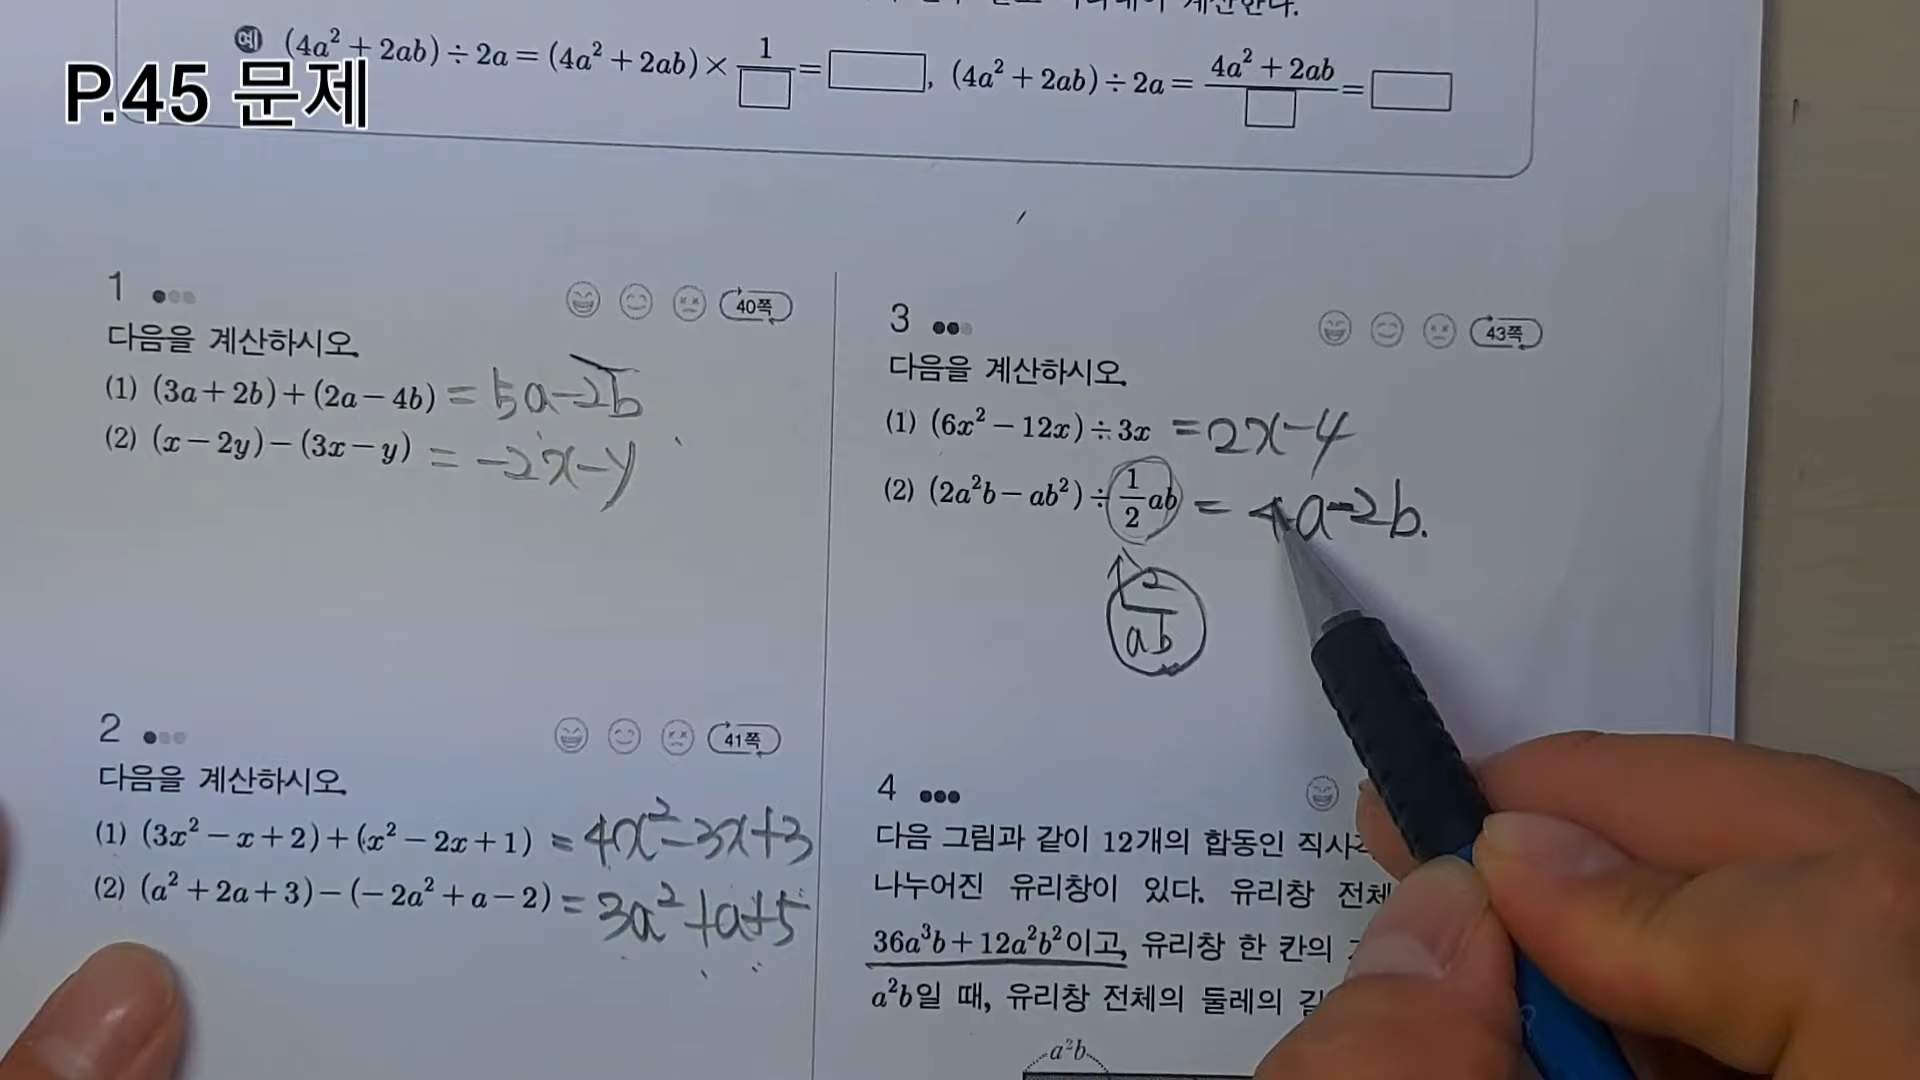 계산한다.
예 (4a² + 2ab) ÷ 2a = (4a² + 2ab) × 1/□ = □, (4a² + 2ab) ÷ 2a = (4a² + 2ab)/□ = □
P.45 문제
1
40쪽
다음을 계산하시오.
(1) (3a + 2b) + (2a − 4b) = 5a − 2b
(2) (x − 2y) − (3x − y) = −2x − y
2
41쪽
다음을 계산하시오.
(1) (3x² − x + 2) + (x² − 2x + 1) = 4x² − 3x + 3
(2) (a² + 2a + 3) − (− 2a² + a − 2) = 3a² + a + 5
3
43쪽
다음을 계산하시오.
(1) (6x² − 12x) ÷ 3x = 2x − 4
(2) (2a²b − ab²) ÷ 1/2 ab = 4a − 2b.
2/ab
4
다음 그림과 같이 12개의 합동인
나누어진 유리창이 있다. 유리창 전체
36a³b + 12a²b²이고, 유리창 한 칸의
a²b일 때, 유리창 전체의 둘레의
a²b